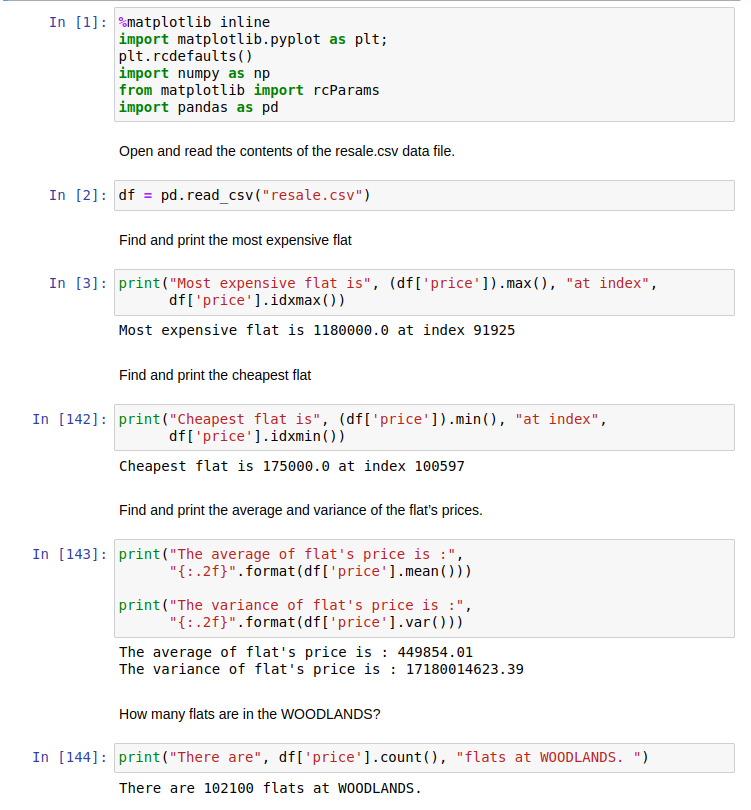 In [1]: %matplotlib inline
import matplotlib.pyplot as plt;
plt.rcdefaults()
import numpy as np
from matplotlib import rcParams
import pandas as pd
Open and read the contents of the resale.csv data file.
In [2]: df = pd.read_csv("resale.csv")
Find and print the most expensive flat
In [3]: print("Most expensive flat is", (df['price']).max(), "at index",
      df['price'].idxmax())
Most expensive flat is 1180000.0 at index 91925
Find and print the cheapest flat
In [142]: print("Cheapest flat is", (df['price']).min(), "at index",
      df['price'].idxmin())
Cheapest flat is 175000.0 at index 100597
Find and print the average and variance of the flat’s prices.
In [143]: print("The average of flat's price is :",
      "{:.2f}".format(df['price'].mean()))
print("The variance of flat's price is :",
      "{:.2f}".format(df['price'].var()))
The average of flat's price is : 449854.01
The variance of flat's price is : 17180014623.39
How many flats are in the WOODLANDS?
In [144]: print("There are", df['price'].count(), "flats at WOODLANDS. ")
There are 102100 flats at WOODLANDS.